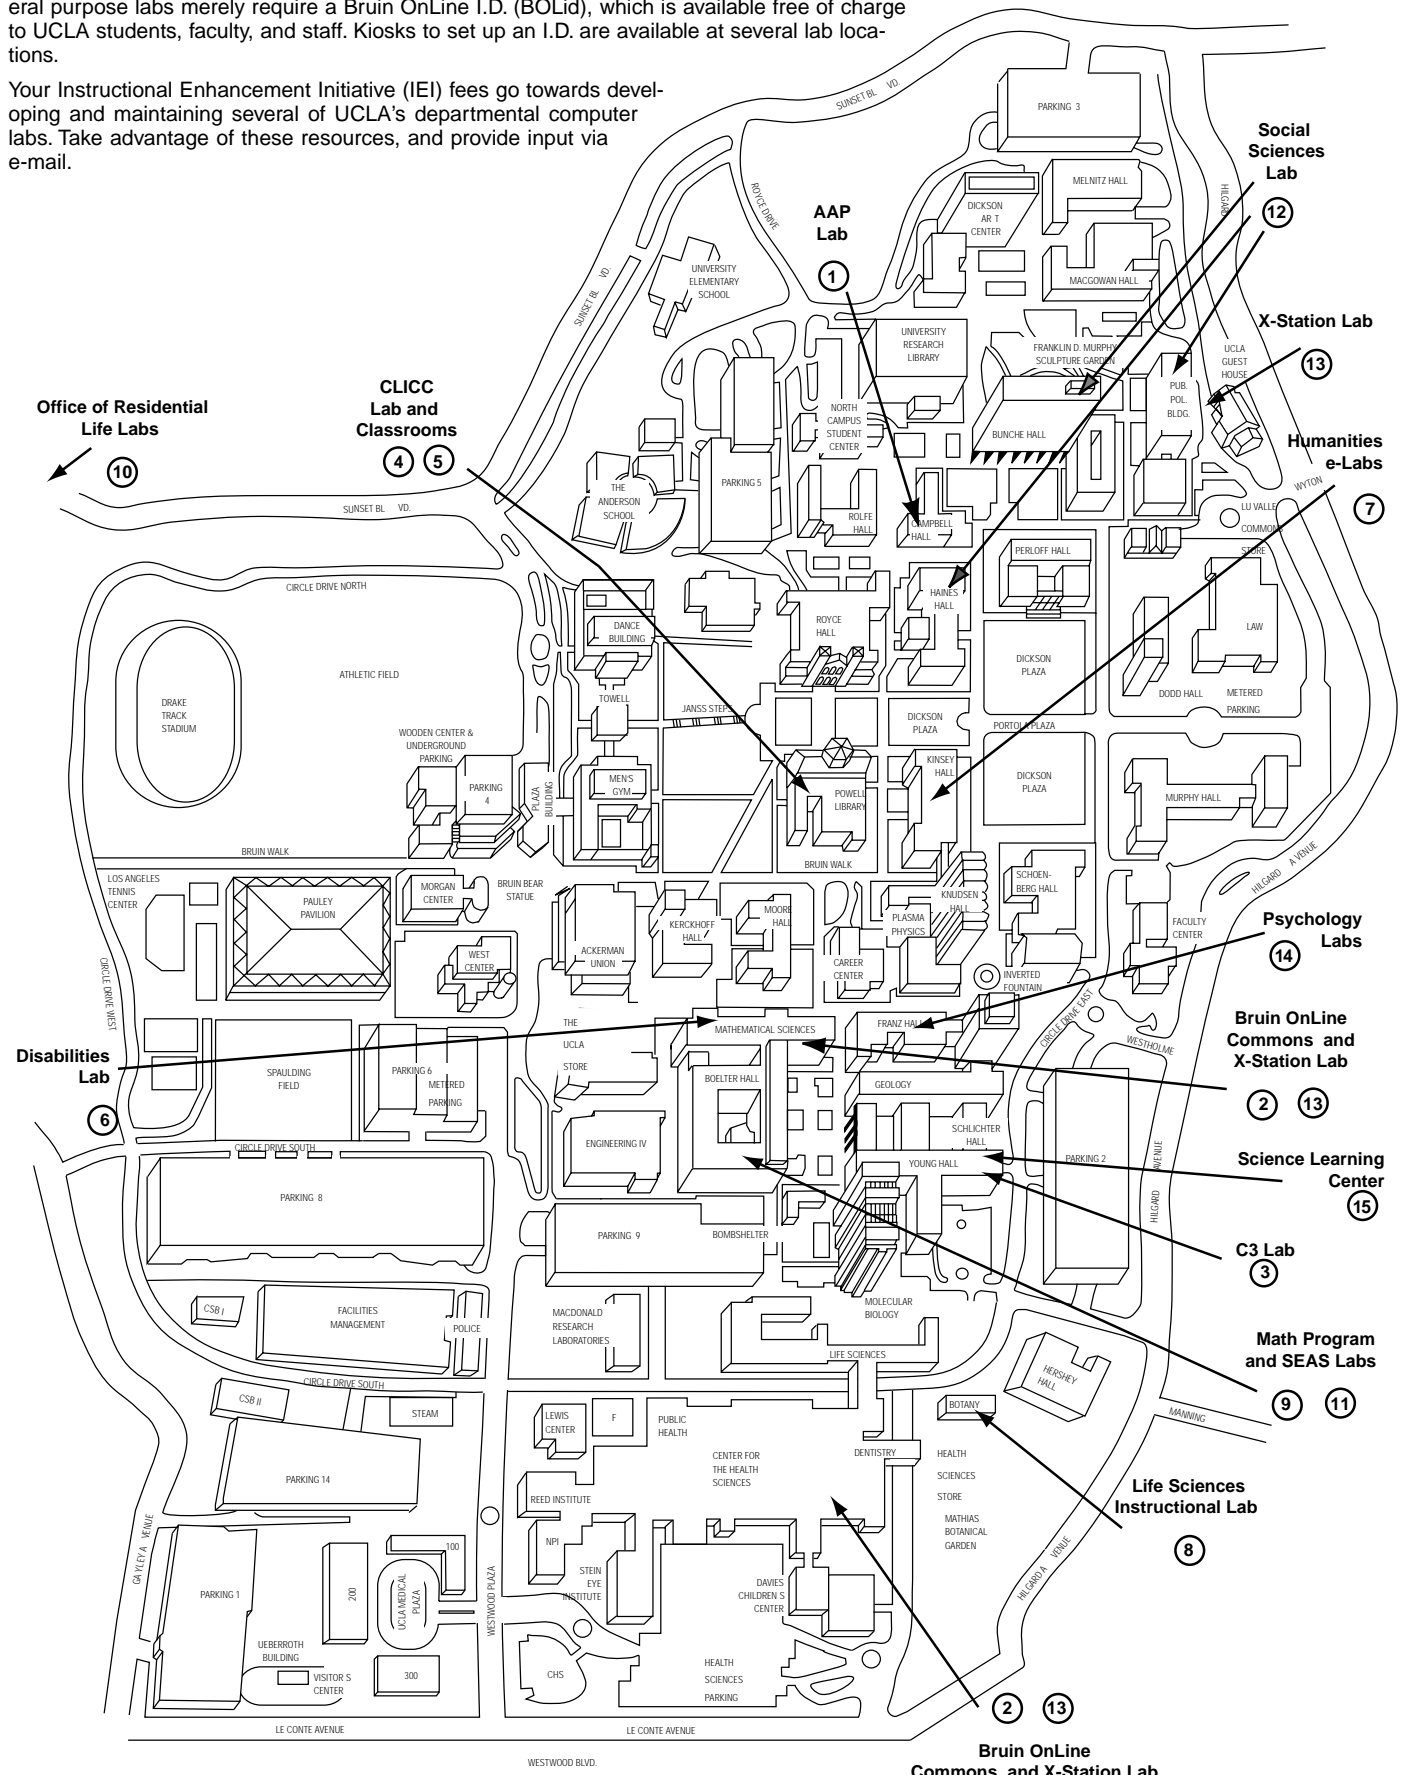 eral purpose labs merely require a Bruin OnLine I.D. (BOLid), which is available free of charge
to UCLA students, faculty, and staff. Kiosks to set up an I.D. are available at several lab loca-
tions.
Your Instructional Enhancement Initiative (IEI) fees go towards devel-
oping and maintaining several of UCLA's departmental computer
labs. Take advantage of these resources, and provide input via
e-mail.
SUNSET BL VD.
PARKING 3
Social
Sciences
Lab
12
HILGARD
MELNITZ HALL
ROYCE DRIVE
DICKSON
AR T
CENTER
AAP
Lab
1
MACGOWAN HALL
UNIVERSITY
ELEMENTARY
SCHOOL
SUNSET BL VD.
UNIVERSITY
RESEARCH
LIBRARY
FRANKLIN D. MURPHY
SCULPTURE GARDEN
X-Station Lab
13
UCLA
GUEST
HOUSE
PUB.
POL.
BLDG.
CLICC
Lab and
Classrooms
4 5
Office of Residential
Life Labs
10
NORTH
CAMPUS
STUDENT
CENTER
BUNCHE HALL
Humanities
e-Labs
7
WYTON
THE
ANDERSON
SCHOOL
PARKING 5
SUNSET BL VD.
ROLFE
HALL
CAMPBELL
HALL
LU VALLE
COMMONS
STORE
PERLOFF HALL
CIRCLE DRIVE NORTH
HAINES
HALL
DANCE
BUILDING
ROYCE
HALL
LAW
DICKSON
PLAZA
ATHLETIC FIELD
DRAKE
TRACK
STADIUM
TOWELL
JANSS STEPS
DODD HALL
METERED
PARKING
DICKSON
PLAZA
PORTOLA PLAZA
WOODEN CENTER &
UNDERGROUND
PARKING
PARKING
4
PLAZA
BUILDING
MEN'S
GYM
POWELL
LIBRARY
KINSEY
HALL
DICKSON
PLAZA
MURPHY HALL
BRUIN WALK
BRUIN WALK
HILGARD A VENUE
LOS ANGELES
TENNIS
CENTER
PAULEY
PAVILION
MORGAN
CENTER
BRUIN BEAR
STATUE
SCHOEN-
BERG HALL
KNUDSEN
HALL
MOORE
HALL
PLASMA
PHYSICS
KERCKHOFF
HALL
FACULTY
CENTER
Psychology
Labs
14
ACKERMAN
UNION
WEST
CENTER
CAREER
CENTER
INVERTED
FOUNTAIN
CIRCLE DRIVE WEST
CIRCLE DRIVE EAST
THE
UCLA
STORE
MATHEMATICAL SCIENCES
FRANZ HALL
WESTHOLME
Bruin OnLine
Commons and
X-Station Lab
2 13
Disabilities
Lab
6
SPAULDING
FIELD
PARKING 6
METERED
PARKING
BOELTER HALL
GEOLOGY
ENGINEERING IV
SCHLICHTER
HALL
YOUNG HALL
PARKING 2
HILGARD AVENUE
Science Learning
Center
15
CIRCLE DRIVE SOUTH
PARKING 8
PARKING 9
BOMBSHELTER
C3 Lab
3
CSB I
FACILITIES
MANAGEMENT
POLICE
MACDONALD
RESEARCH
LABORATORIES
MOLECULAR
BIOLOGY
LIFE SCIENCES
Math Program
and SEAS Labs
9 11
HERSHEY
HALL
CIRCLE DRIVE SOUTH
CSB II
STEAM
LEWIS
CENTER
F
PUBLIC
HEALTH
BOTANY
MANNING
CENTER FOR
THE HEALTH
SCIENCES
DENTISTRY
HEALTH
SCIENCES
STORE
MATHIAS
BOTANICAL
GARDEN
PARKING 14
REED INSTITUTE
Life Sciences
Instructional Lab
8
GA YLEY A VENUE
NPI
100
STEIN
EYE
INSTITUTE
PARKING 1
200
UCLA MEDICAL
PLAZA
WESTWOOD PLAZA
DAVIES
CHILDREN S
CENTER
HILGARD A VENUE
UEBERROTH
BUILDING
VISITOR S
CENTER
300
CHS
HEALTH
SCIENCES
PARKING
LE CONTE AVENUE
LE CONTE AVENUE
2 13
Bruin OnLine
Commons and X-Station Lab
WESTWOOD BLVD.